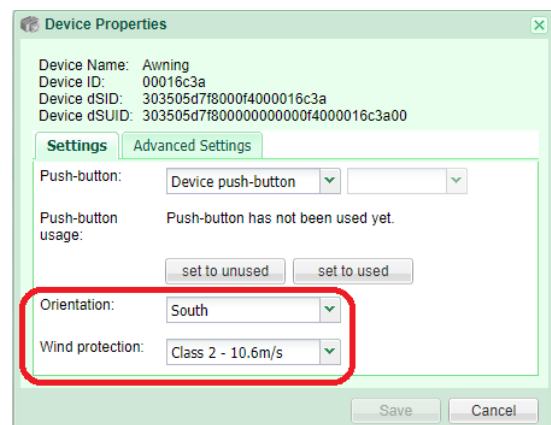 Device Properties
Device Name: Awning
Device ID: 00016c3a
Device dSID: 303505d7f8000f4000016c3a
Device dSUID: 303505d7f800000000000f4000016c3a00
Settings Advanced Settings
Push-button: Device push-button
Push-button usage: Push-button has not been used yet.
set to unused set to used
Orientation: South
Wind protection: Class 2 - 10.6m/s
Save Cancel